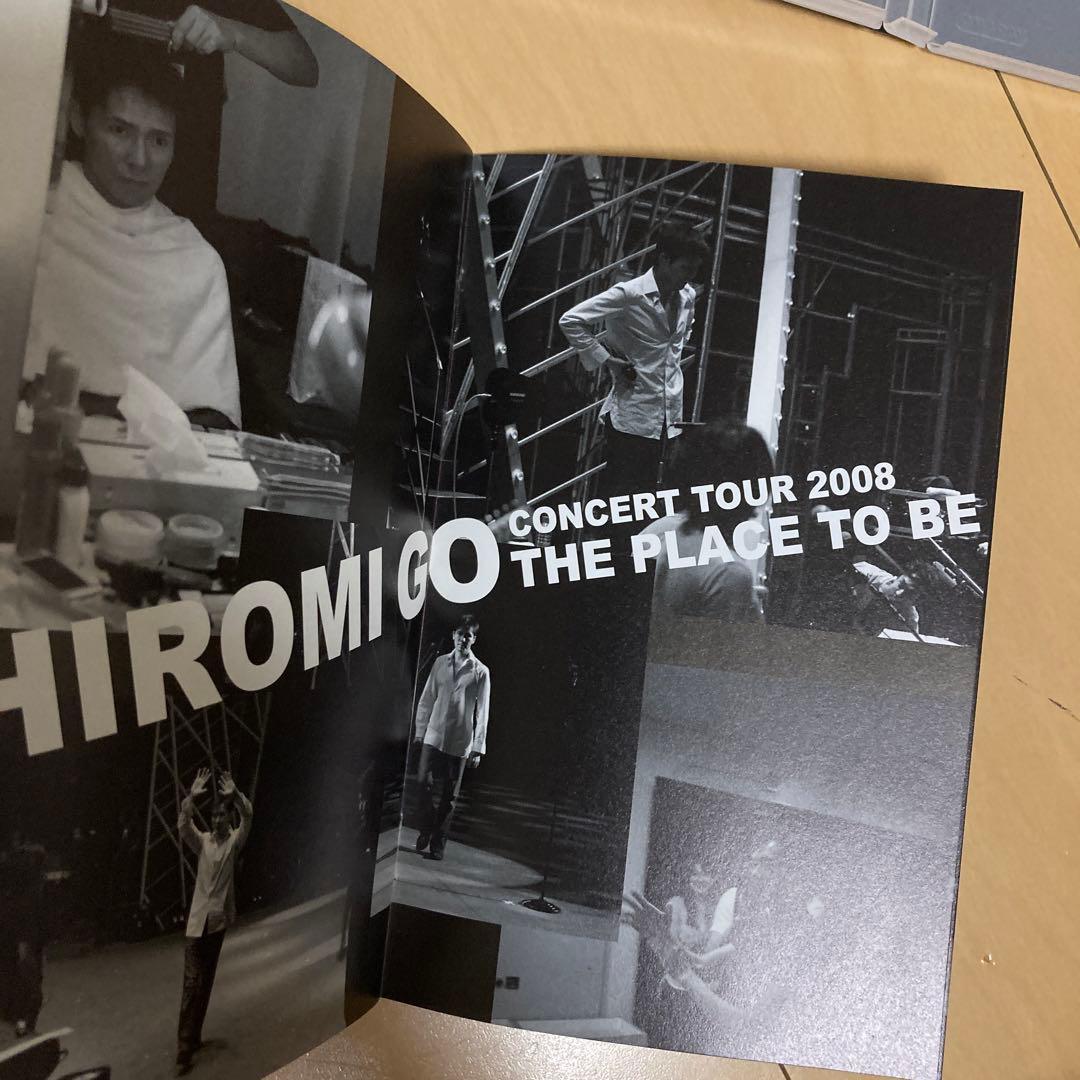 HIROMI GO
CONCERT TOUR 2008
THE PLACE TO BE